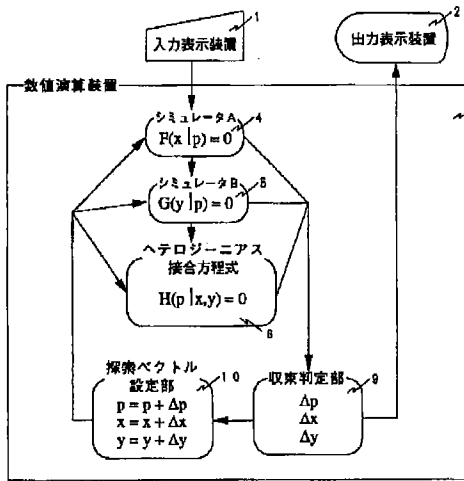 1
入力表示装置
2
出力表示装置
数値演算装置
シミュレータA
4
F(x|p)=0
シミュレータB
5
G(y|p)=0
ヘテロジーニアス
接合方程式
H(p|x,y)=0
6
探索ベクトル
設定部
10
p=p+Δp
x=x+Δx
y=y+Δy
収束判定部
9
Δp
Δx
Δy